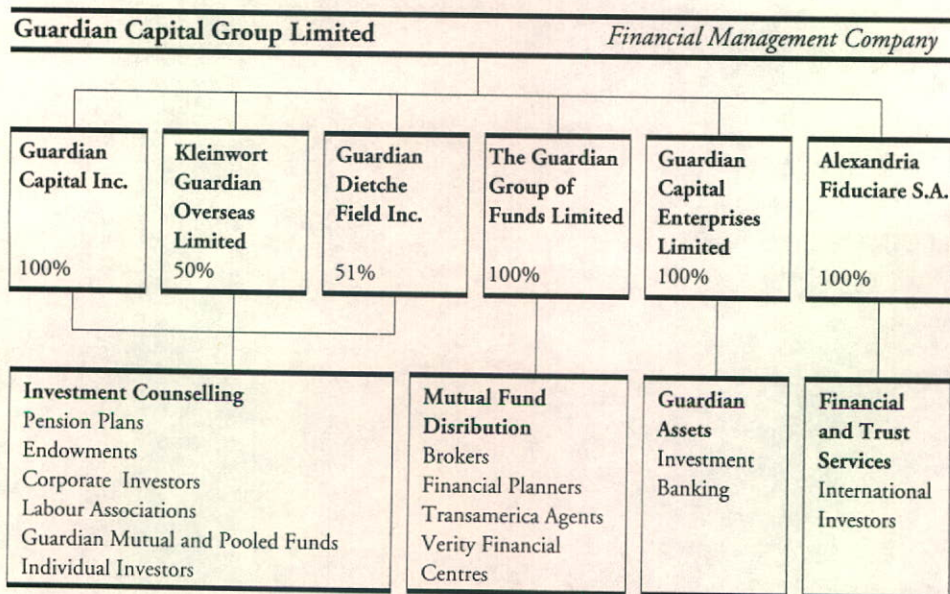 Guardian Capital Group Limited
Financial Management Company
Guardian
Capital Inc.
100%
Kleinwort
Guardian
Overseas
Limited
50%
Guardian
Dietche
Field Inc.
51%
The Guardian
Group of
Funds Limited
100%
Guardian
Capital
Enterprises
Limited
100%
Alexandria
Fiduciare S.A.
100%
Investment Counselling
Pension Plans
Endowments
Corporate Investors
Labour Associations
Guardian Mutual and Pooled Funds
Individual Investors
Mutual Fund
Disribution
Brokers
Financial Planners
Transamerica Agents
Verity Financial
Centres
Guardian
Assets
Investment
Banking
Financial
and Trust
Services
International
Investors